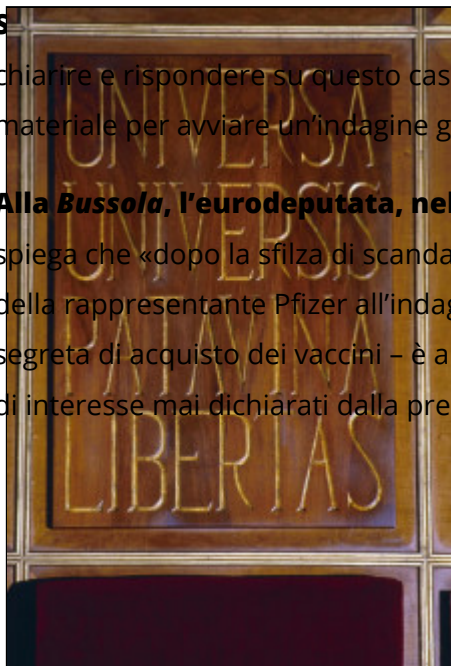 s
chiarire e rispondere su questo cas
materiale per avviare un’indagine g
Alla Bussola, l’eurodeputata, nel
spiega che «dopo la sfilza di scanda
della rappresentante Pfizer all’indag
segreta di acquisto dei vaccini – è a
di interesse mai dichiarati dalla pre
UNIVERSA
UNIVERSIS
PATAVINA
LIBERTAS